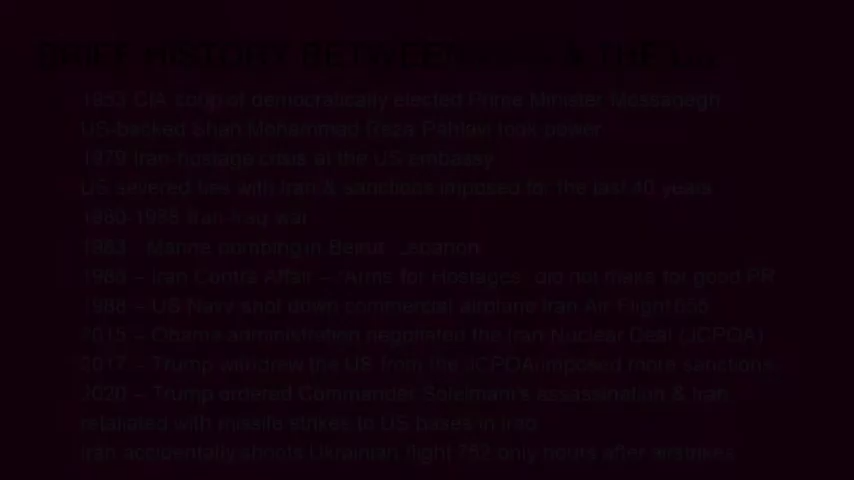 BRIEF HISTORY BETWEEN & THE
1953 CIA coup of democratically elected Prime Minister Mossadegh
US-backed Shah Mohammed Reza Pahlavi took power
1979 Iran hostage crisis at the US embassy
US severed ties with Iran & sanctions imposed for the last 40 years
1980-1988 Iran-Iraq war
1983 - Marine bombing in Beirut, Lebanon
– Iran Contra Affair – "Arms for Hostages" did not make for good PR
1988 – US Navy shot down commercial airplane Iran Air Flight 655
2015 – Obama administration negotiated the Iran Nuclear Deal (JCPOA)
2017 – Trump withdrew the US from the JCPOA/imposed more sanctions
2020 – Trump ordered Commander Soleimani's assassination & Iran
retaliated with missile strikes to US bases in Iraq
Iran accidentally shoots Ukrainian flight 752 only hours after airstrikes